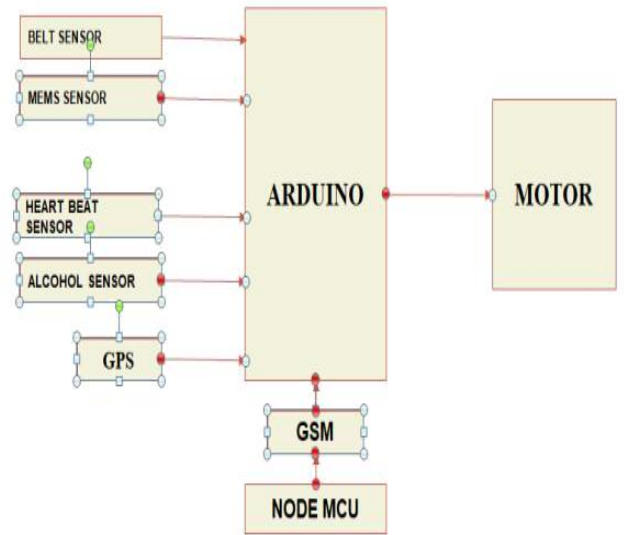 BELT SENSOR
MEMS SENSOR
HEART BEAT
SENSOR
ALCOHOL SENSOR
GPS
ARDUINO
MOTOR
GSM
NODE MCU